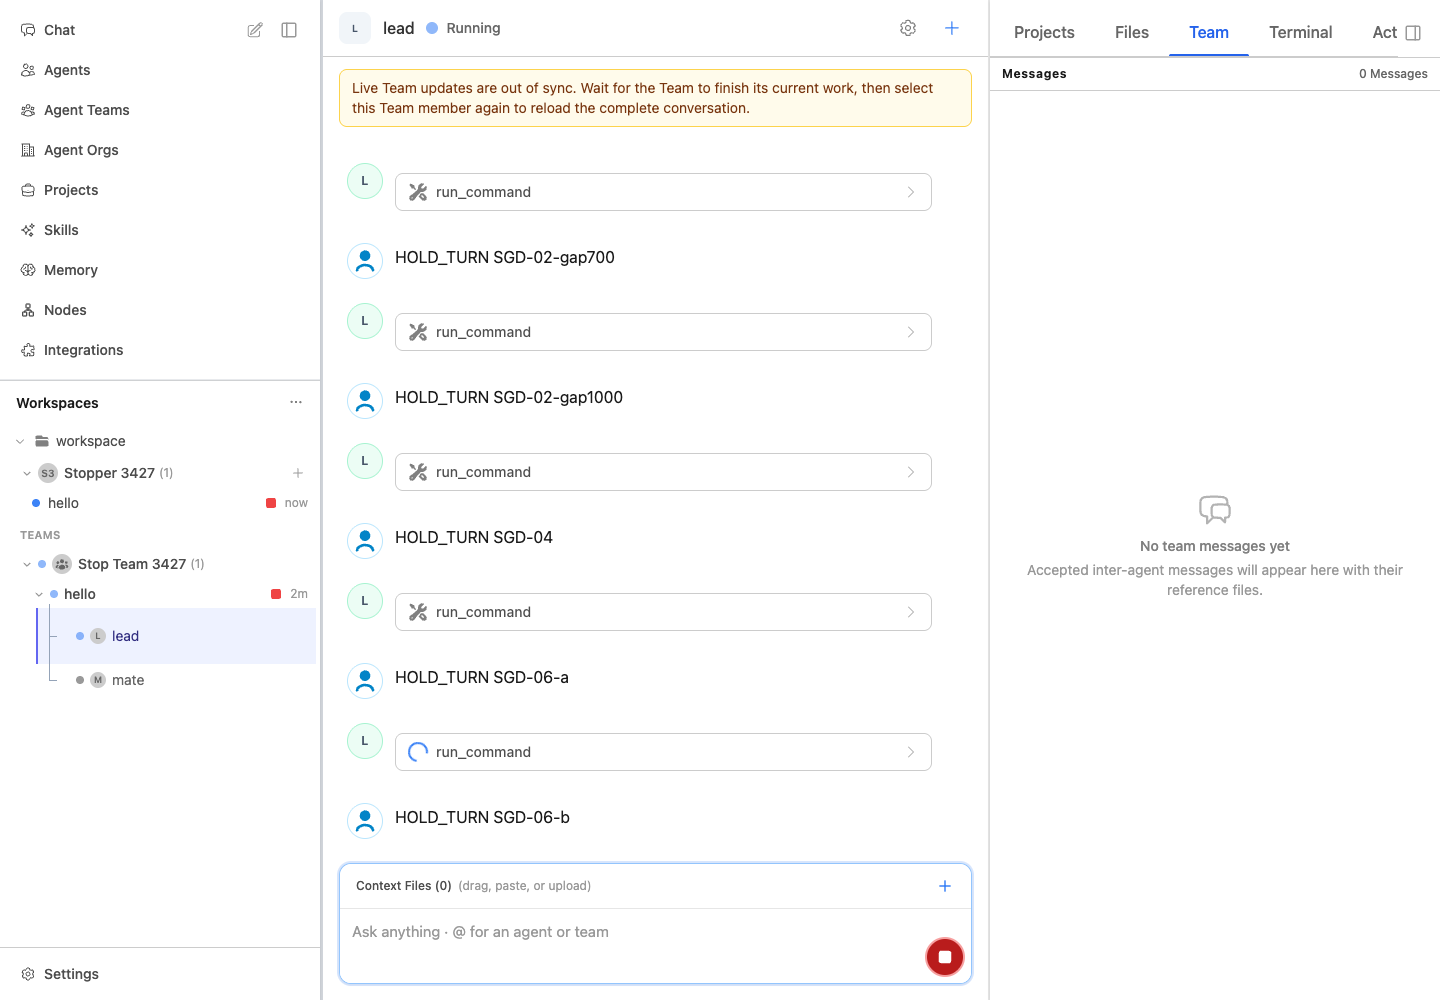 Chat
Agents
Agent Teams
Agent Orgs
Projects
Skills
Memory
Nodes
Integrations
Workspaces
workspace
S3 Stopper 3427 (1)
hello now
TEAMS
Stop Team 3427 (1)
hello 2m
L lead
M mate
Settings
L lead Running
Live Team updates are out of sync. Wait for the Team to finish its current work, then select
this Team member again to reload the complete conversation.
L run_command
HOLD_TURN SGD-02-gap700
L run_command
HOLD_TURN SGD-02-gap1000
L run_command
HOLD_TURN SGD-04
L run_command
HOLD_TURN SGD-06-a
L run_command
HOLD_TURN SGD-06-b
Context Files (0) (drag, paste, or upload)
Ask anything · @ for an agent or team
Projects Files Team Terminal Act
Messages 0 Messages
No team messages yet
Accepted inter-agent messages will appear here with their
reference files.